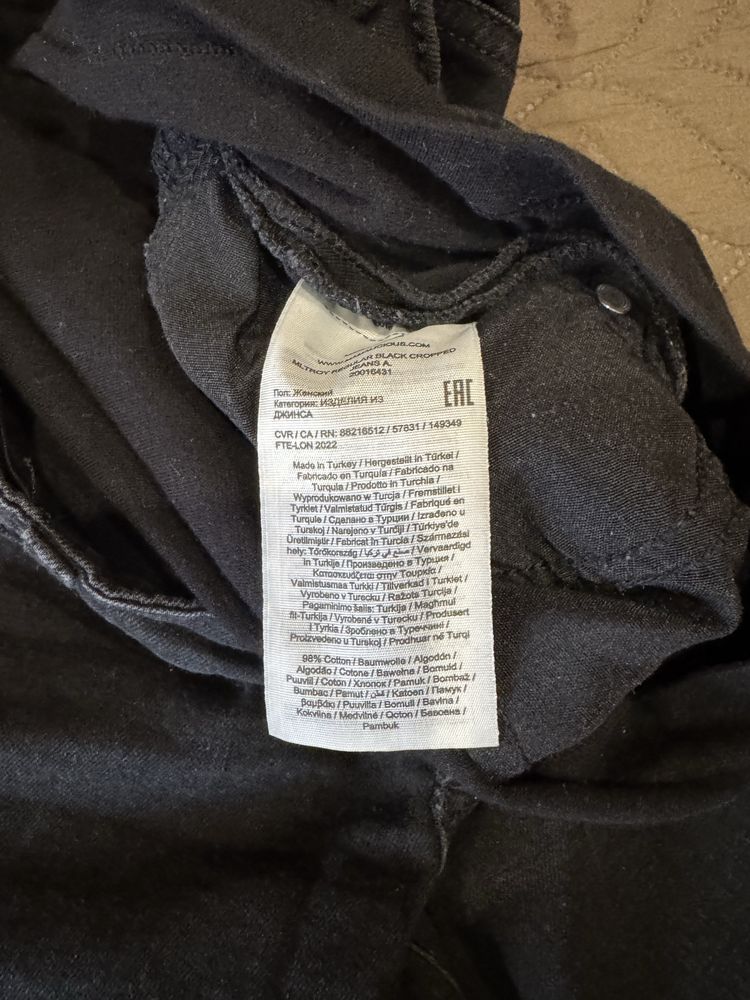 MLTROY REGULAR BLACK CROPPED
JEANS A.
20016431
Пол: Женский
Категория: ИЗДЕЛИЯ ИЗ
ДЖИНСА
EAC
CVR / CA / RN: 88216512 / 57831 / 149349
FTE-LON 2022
Made in Turkey / Hergestellt in Türkei /
Fabricado en Turquía / Fabricado na
Turquia / Prodotto in Turchia /
Wyprodukowano w Turcja / Fremstillet i
Tyrkiet / Valmistatud Türgis / Fabriqué en
Turquie / Сделано в Турции / Izrađeno u
Turskoj / Narejeno v Turdiji / Türkiye'de
Üretilmiştir / Fabricat în Turcia / Származási
hely: Törökország / صنع في تركيا / Vervaardigd
in Turkije / Произведено в Турция /
Κατασκευάζεται στην Τουρκία /
Valmistusmaa Turkki / Tillverkad i Turkiet /
Vyrobeno v Turecku / Ražots Turcija /
Pagaminimo šalis: Turkija / Magħmul
fit-Turkija / Vyrobené v Turecku / Produsert
i Tyrkia / Зроблено в Туреччині /
Proizvedeno u Turskoj / Prodhuar në Turqi
98% Cotton / Baumwolle / Algodón /
Algodão / Cotone / Bawełna / Bomuld /
Puuvill / Coton / Хлопок / Pamuk / Bombaž /
Bumbac / Pamut / قطن / Katoen / Памук /
βαμβάκι / Puuvilla / Bomull / Bavlna /
Kokvilna / Medvilnė / Qoton / Бавовна /
Pambuk